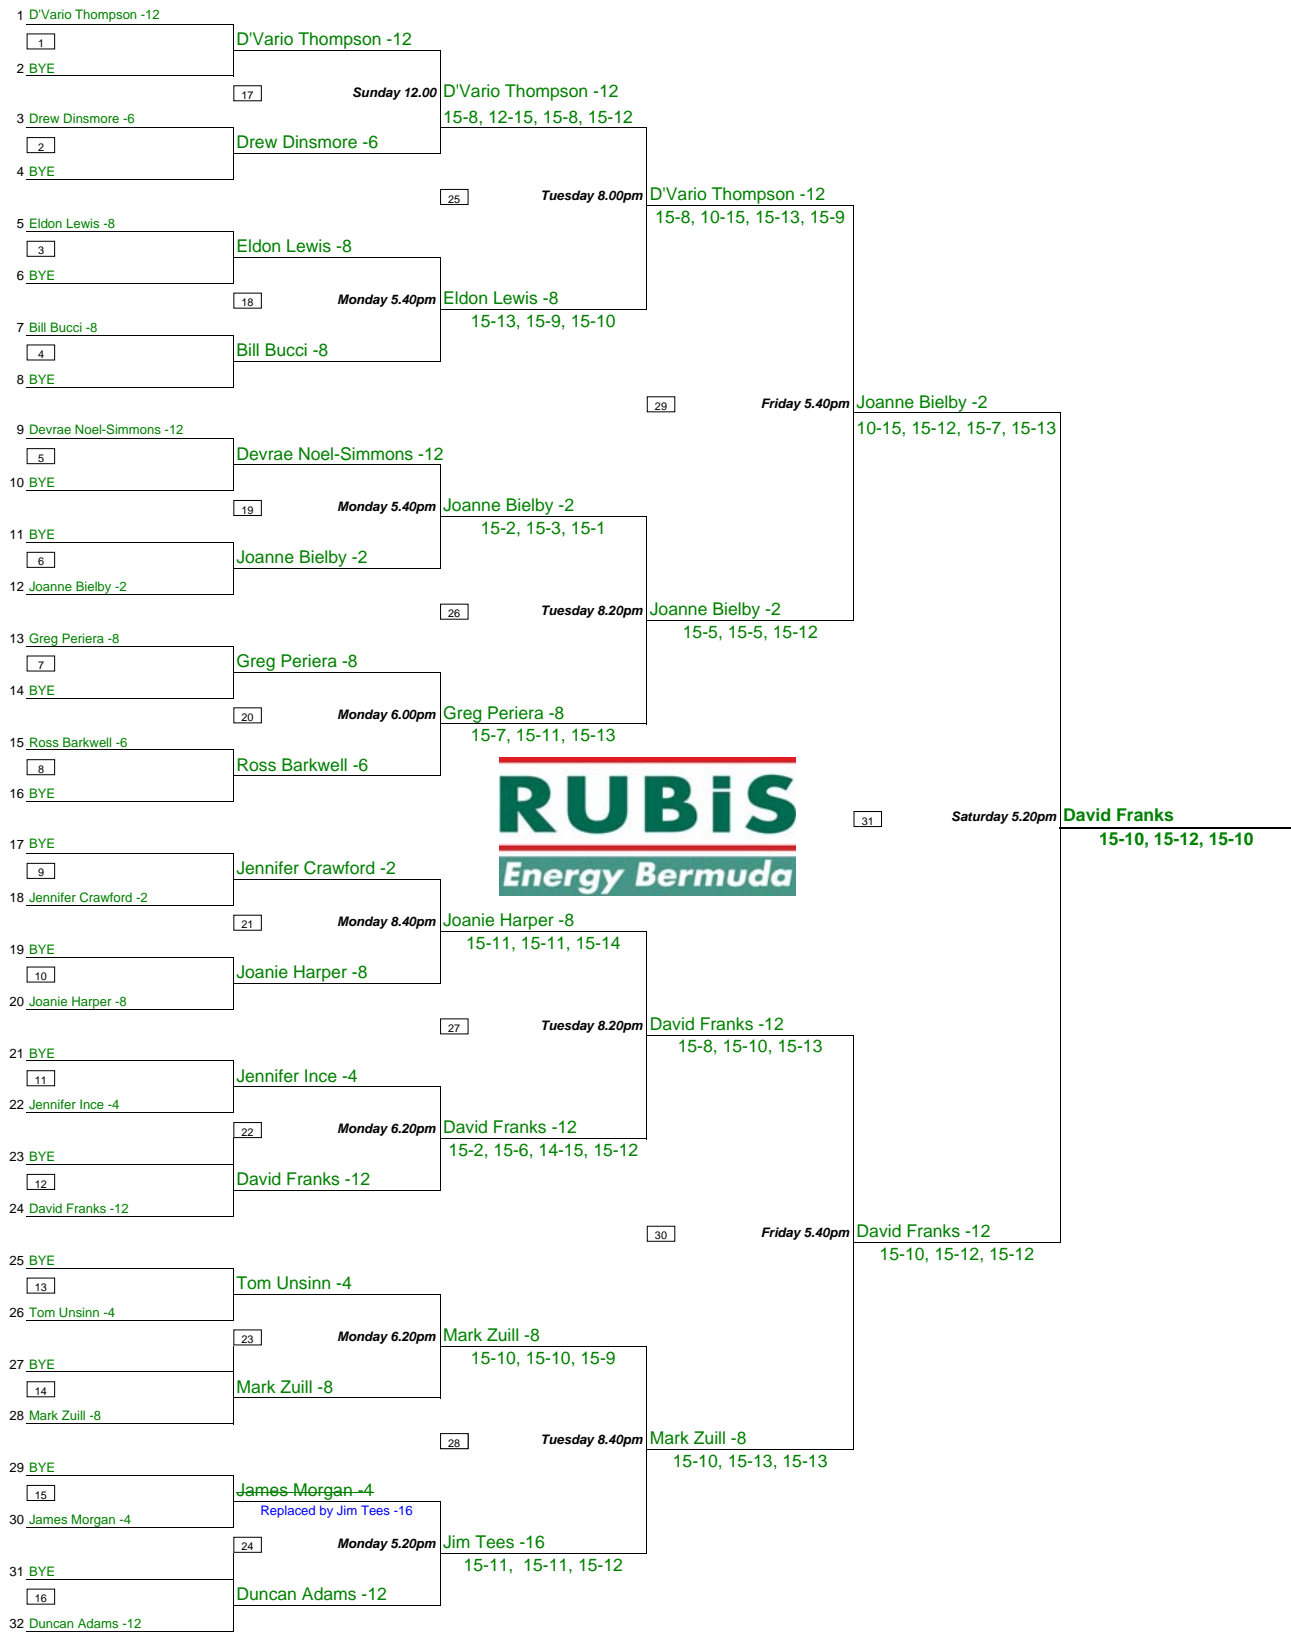 1 D'Vario Thompson -12
1 D'Vario Thompson -12
2 BYE
17 Sunday 12.00 D'Vario Thompson -12
3 Drew Dinsmore -6 15-8, 12-15, 15-8, 15-12
2 Drew Dinsmore -6
4 BYE
25 Tuesday 8.00pm D'Vario Thompson -12
5 Eldon Lewis -8 15-8, 10-15, 15-13, 15-9
3 Eldon Lewis -8
6 BYE
18 Monday 5.40pm Eldon Lewis -8
7 Bill Bucci -8 15-13, 15-9, 15-10
4 Bill Bucci -8
8 BYE
29 Friday 5.40pm Joanne Bielby -2
9 Devrae Noel-Simmons -12 10-15, 15-12, 15-7, 15-13
5 Devrae Noel-Simmons -12
10 BYE
19 Monday 5.40pm Joanne Bielby -2
11 BYE 15-2, 15-3, 15-1
6 Joanne Bielby -2
12 Joanne Bielby -2
26 Tuesday 8.20pm Joanne Bielby -2
13 Greg Periera -8 15-5, 15-5, 15-12
7 Greg Periera -8
14 BYE
20 Monday 6.00pm Greg Periera -8
15 Ross Barkwell -6 15-7, 15-11, 15-13
8 Ross Barkwell -6
16 BYE
RUBiS
31 Saturday 5.20pm David Franks
17 BYE 15-10, 15-12, 15-10
9 Jennifer Crawford -2
Energy Bermuda
18 Jennifer Crawford -2
21 Monday 8.40pm Joanie Harper -8
19 BYE 15-11, 15-11, 15-14
10 Joanie Harper -8
20 Joanie Harper -8
27 Tuesday 8.20pm David Franks -12
21 BYE 15-8, 15-10, 15-13
11 Jennifer Ince -4
22 Jennifer Ince -4
22 Monday 6.20pm David Franks -12
23 BYE 15-2, 15-6, 14-15, 15-12
12 David Franks -12
24 David Franks -12
30 Friday 5.40pm David Franks -12
25 BYE 15-10, 15-12, 15-12
13 Tom Unsinn -4
26 Tom Unsinn -4
23 Monday 6.20pm Mark Zuill -8
27 BYE 15-10, 15-10, 15-9
14 Mark Zuill -8
28 Mark Zuill -8
28 Tuesday 8.40pm Mark Zuill -8
29 BYE 15-10, 15-13, 15-13
15 James Morgan -4
Replaced by Jim Tees -16
30 James Morgan -4
24 Monday 5.20pm Jim Tees -16
31 BYE 15-11, 15-11, 15-12
16 Duncan Adams -12
32 Duncan Adams -12